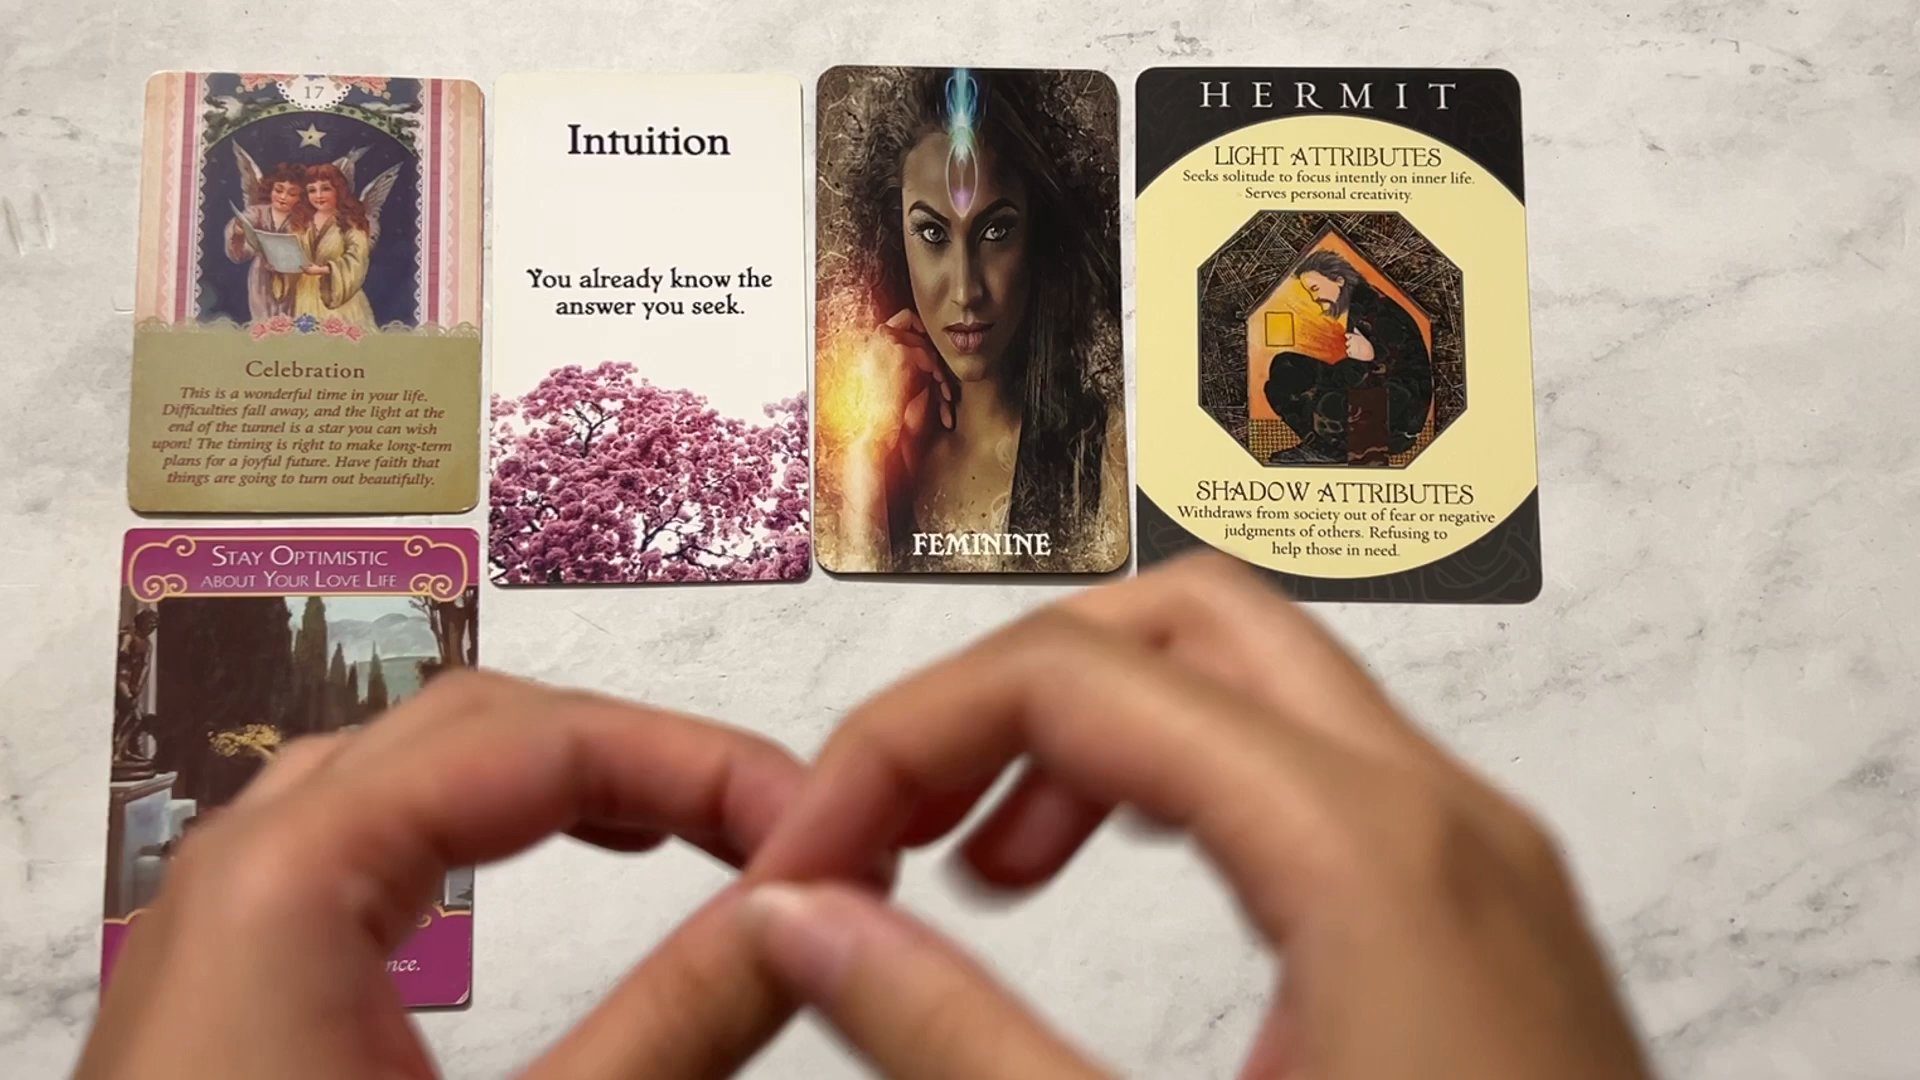 17
Celebration
This is a wonderful time in your life.
Difficulties fall away, and the light at the
end of the tunnel is a star you can wish
upon! The timing is right to make long-term
plans for a joyful future. Have faith that
things are going to turn out beautifully.
STAY OPTIMISTIC
ABOUT YOUR LOVE LIFE
Intuition
You already know the
answer you seek.
FEMININE
HERMIT
LIGHT ATTRIBUTES
Seeks solitude to focus intently on inner life.
Serves personal creativity.
SHADOW ATTRIBUTES
Withdraws from society out of fear or negative
judgments of others. Refusing to
help those in need.